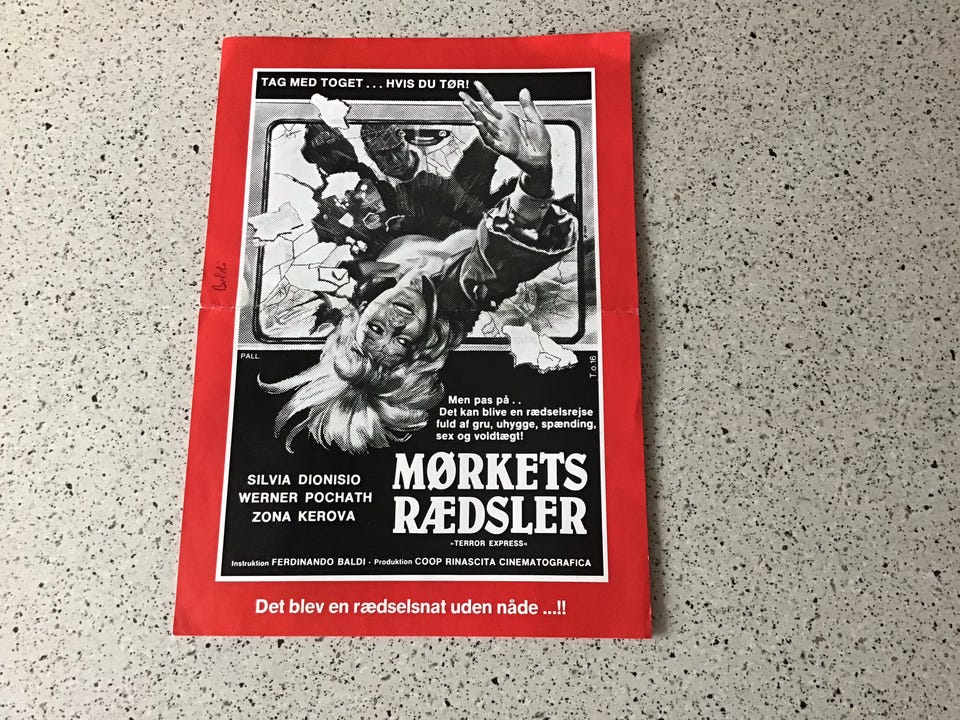 TAG MED TOGET . . . HVIS DU TØR!
Baldi
PALL.
T.o.16
Men pas på . .
Det kan blive en rædselsrejse
fuld af gru, uhygge, spænding,
sex og voldtægt!
SILVIA DIONISIO
WERNER POCHATH
ZONA KEROVA
MØRKETS
RÆDSLER
-TERROR EXPRESS-
Instruktion FERDINANDO BALDI - Produktion COOP RINASCITA CINEMATOGRAFICA
Det blev en rædselsnat uden nåde ...!!